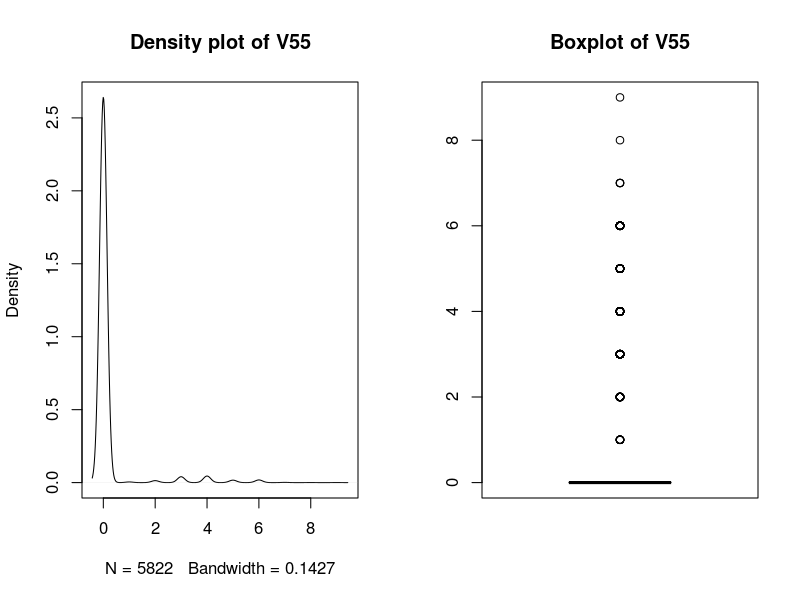 Density plot of V55
Density
0.0 0.5 1.0 1.5 2.0 2.5
0 2 4 6 8
N = 5822 Bandwidth = 0.1427
Boxplot of V55
0 2 4 6 8